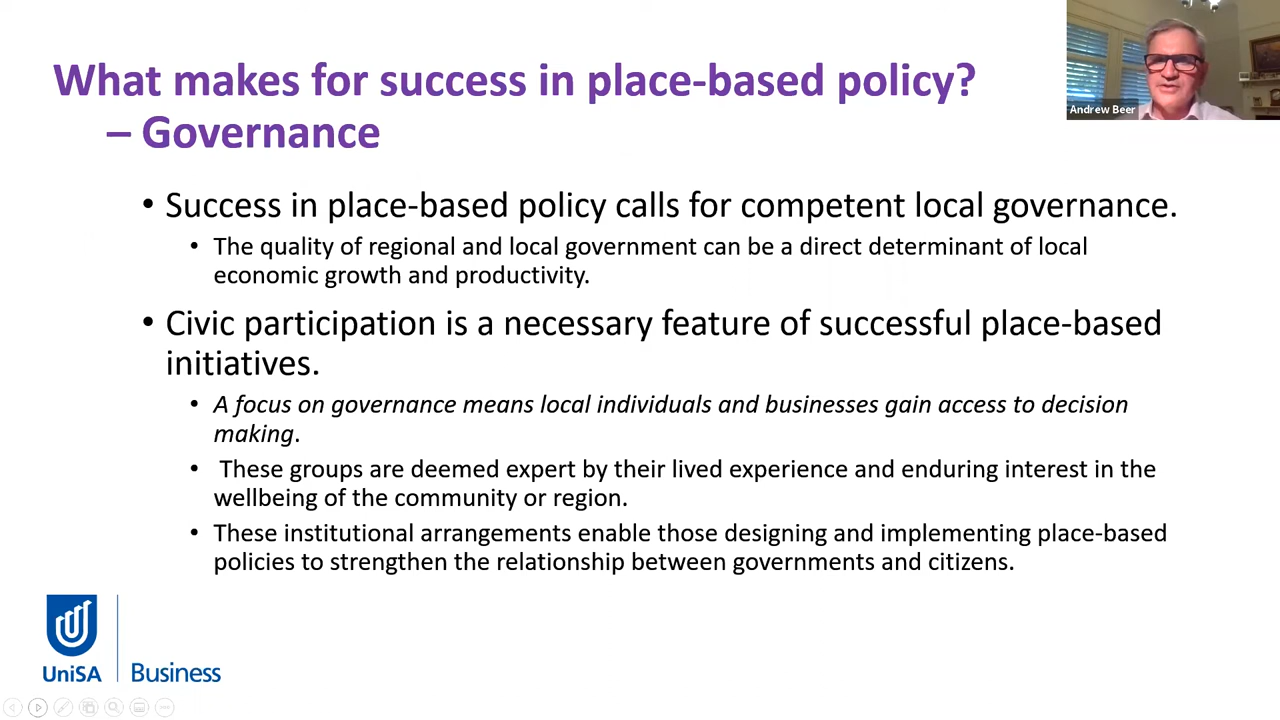 What makes for success in place-based policy?
– Governance
Andrew Beer
• Success in place-based policy calls for competent local governance.
• The quality of regional and local government can be a direct determinant of local
economic growth and productivity.
• Civic participation is a necessary feature of successful place-based
initiatives.
• A focus on governance means local individuals and businesses gain access to decision
making.
• These groups are deemed expert by their lived experience and enduring interest in the
wellbeing of the community or region.
• These institutional arrangements enable those designing and implementing place-based
policies to strengthen the relationship between governments and citizens.
UniSA
Business